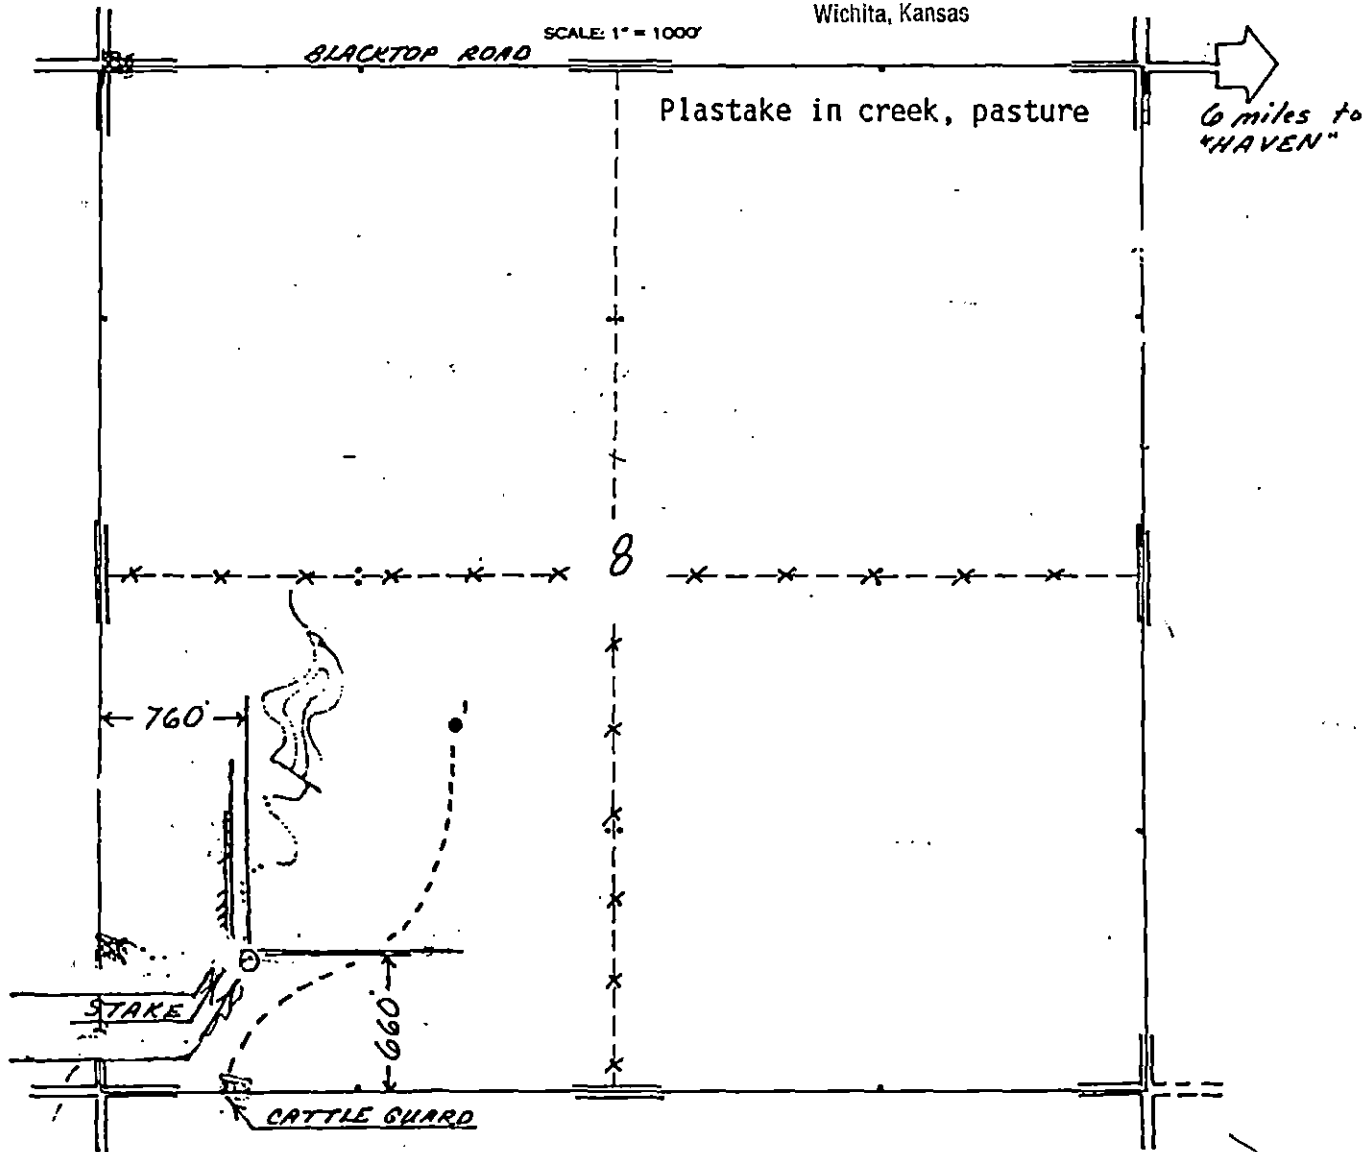 Wichita, Kansas
SCALE: 1" = 1000'
BLACKTOP ROAD
Plastake in creek, pasture
6 miles to
"HAVEN"
8
760'
STAKE
660'
CATTLE GUARD